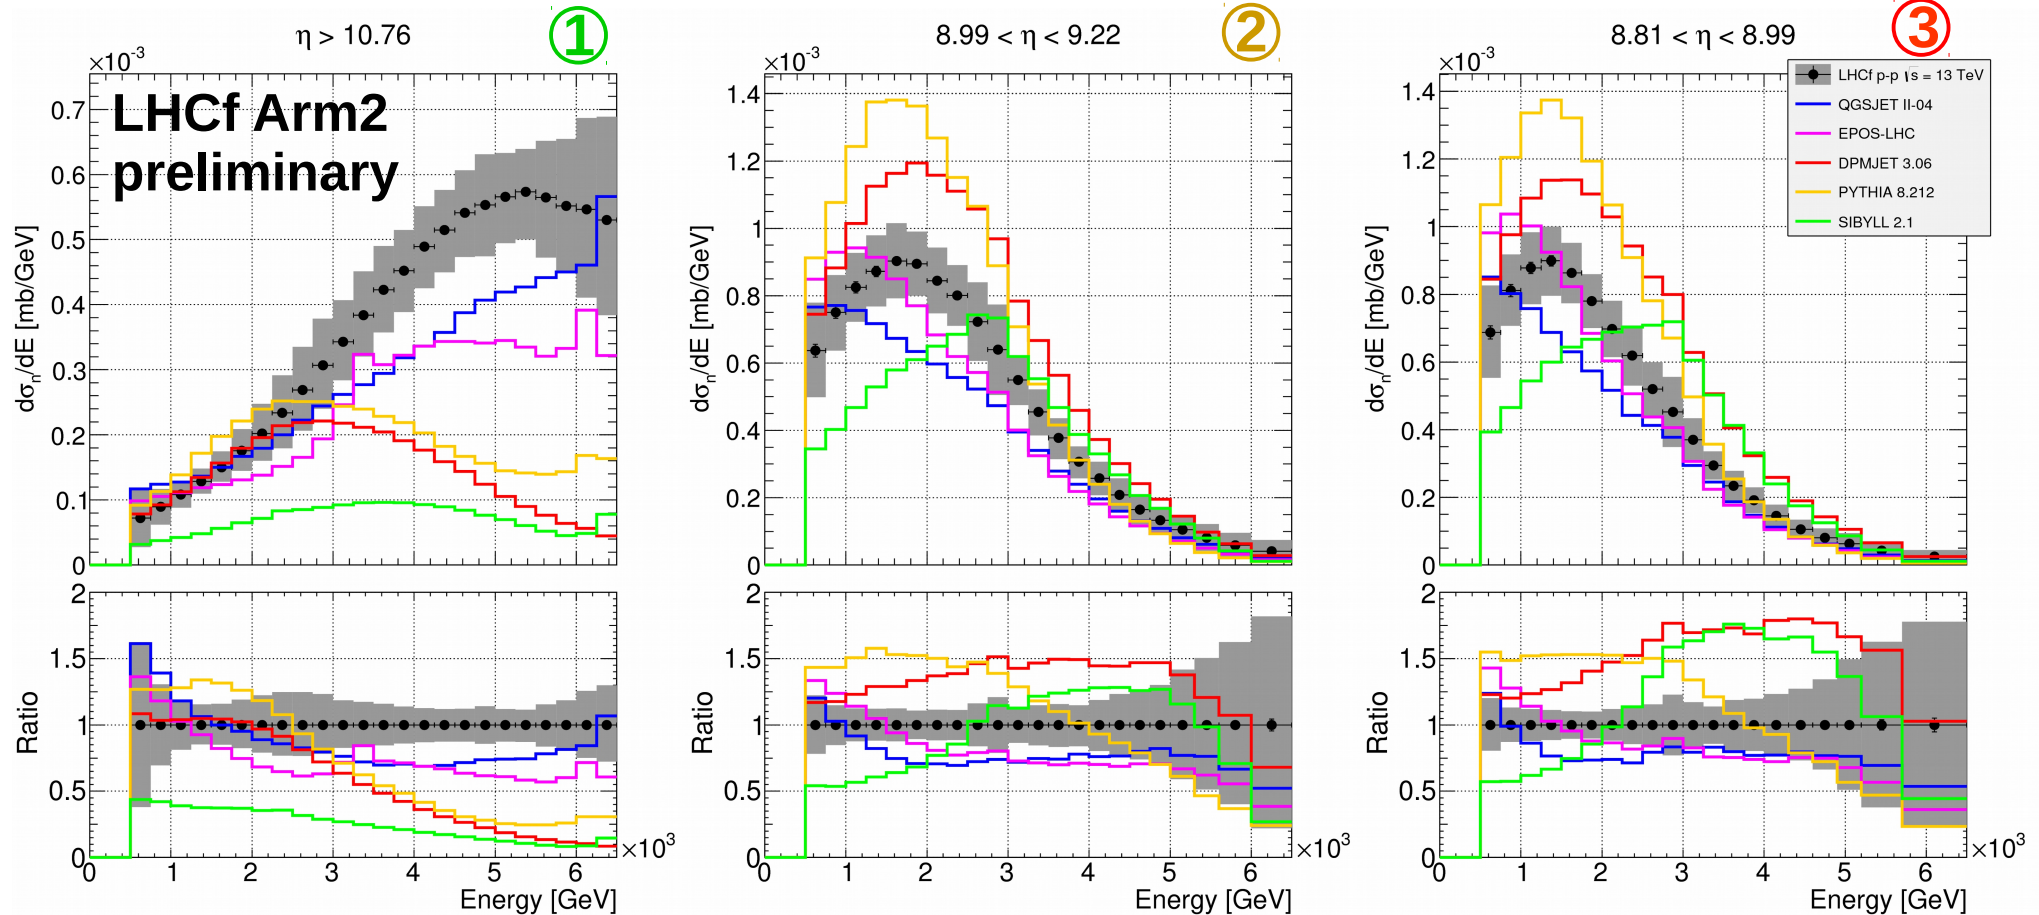 η > 10.76
1
8.99 < η < 9.22
2
8.81 < η < 8.99
3
×10⁻³
×10⁻³
×10⁻³
LHCf Arm2
preliminary
LHCf p-p √s = 13 TeV
QGSJET II-04
EPOS-LHC
DPMJET 3.06
PYTHIA 8.212
SIBYLL 2.1
dσₙ/dE [mb/GeV]
0.7
0.6
0.5
0.4
0.3
0.2
0.1
0
dσₙ/dE [mb/GeV]
1.4
1.2
1
0.8
0.6
0.4
0.2
0
dσₙ/dE [mb/GeV]
1.4
1.2
1
0.8
0.6
0.4
0.2
0
Ratio
2
1.5
1
0.5
0
0 1 2 3 4 5 6
×10³
Energy [GeV]
Ratio
2
1.5
1
0.5
0
0 1 2 3 4 5 6
×10³
Energy [GeV]
Ratio
2
1.5
1
0.5
0
0 1 2 3 4 5 6
×10³
Energy [GeV]